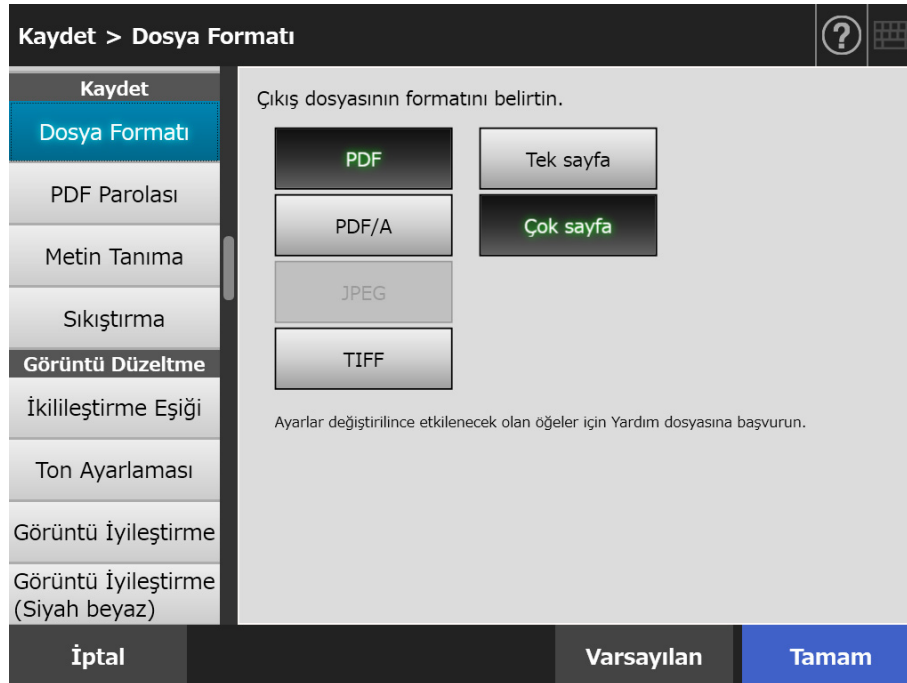 Kaydet > Dosya Formatı
?
Kaydet
Dosya Formatı
PDF Parolası
Metin Tanıma
Sıkıştırma
Görüntü Düzeltme
İkilileştirme Eşiği
Ton Ayarlaması
Görüntü İyileştirme
Görüntü İyileştirme
(Siyah beyaz)
Çıkış dosyasının formatını belirtin.
PDF
Tek sayfa
PDF/A
Çok sayfa
JPEG
TIFF
Ayarlar değiştirilince etkilenecek olan öğeler için Yardım dosyasına başvurun.
İptal
Varsayılan
Tamam